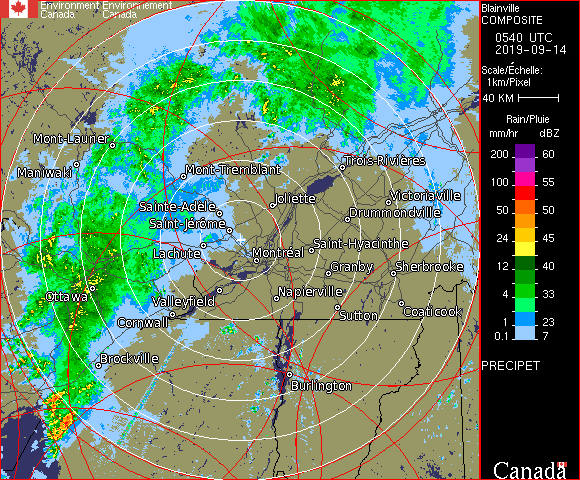 Environment Environnement
Canada Canada
Blainville
COMPOSITE
0540 UTC
2019-09-14
Scale/Échelle:
1km/Pixel
40 KM
Rain/Pluie
mm/hr dBZ
200 60
100 55
50 50
24 45
12 40
4 33
1 23
0.1 7
PRECIPET
Mont-Laurier
Maniwaki
Mont-Tremblant
Trois-Rivières
Sainte-Adèle
Joliette
Victoriaville
Drummondville
Saint-Jérôme
Lachute
Montréal
Saint-Hyacinthe
Granby
Sherbrooke
Ottawa
Valleyfield
Napierville
Cornwall
Sutton
Coaticook
Brockville
Burlington
Canada